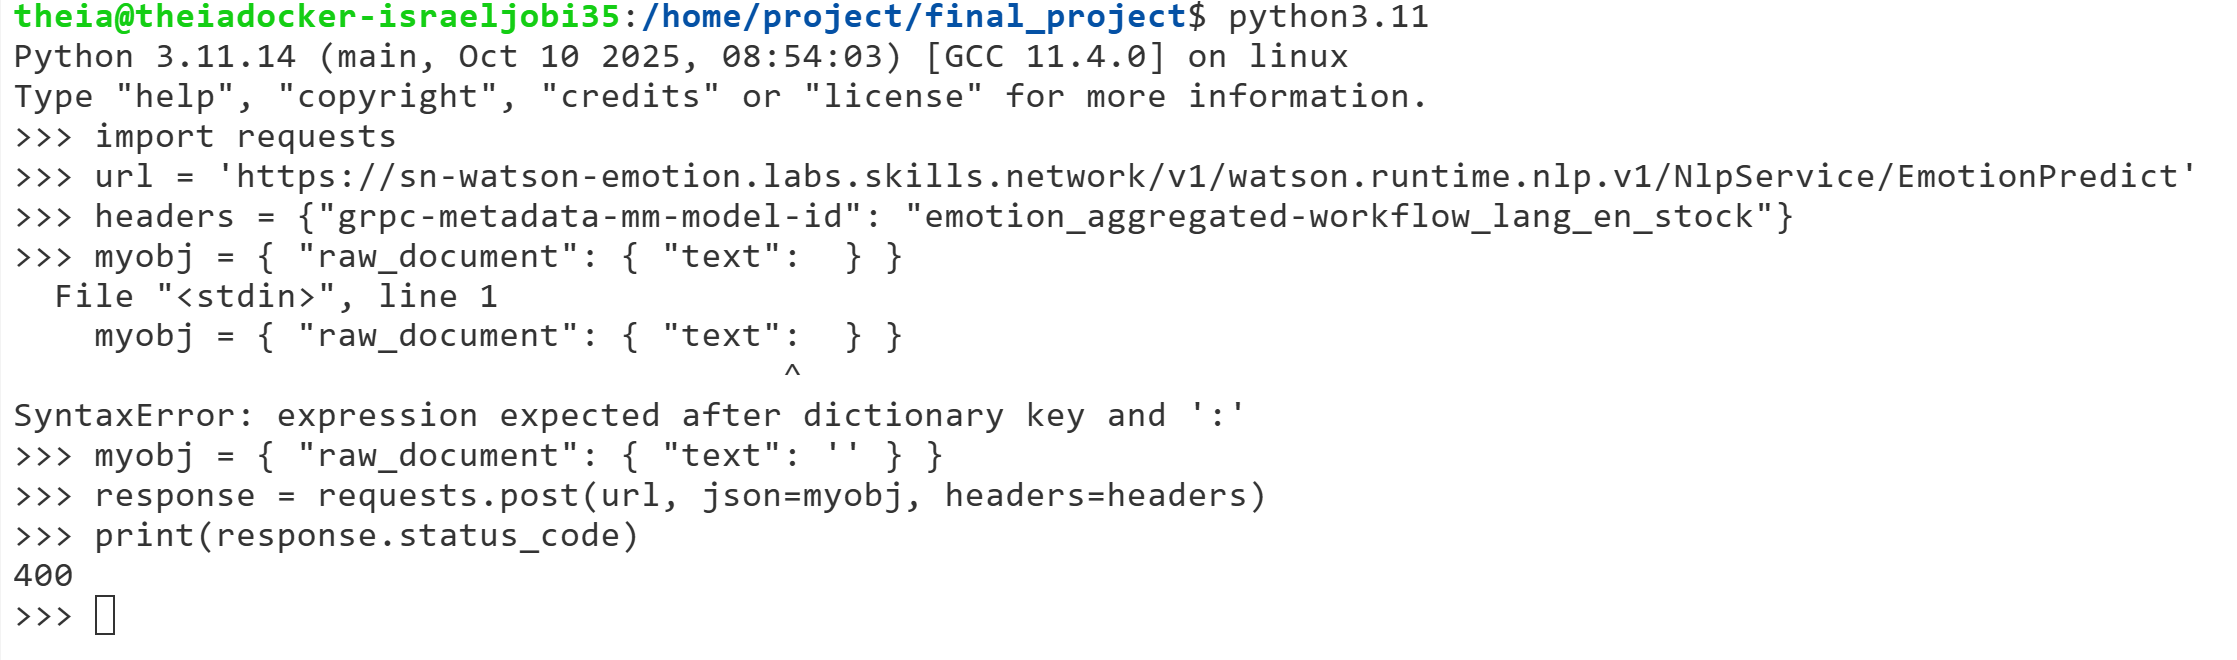 theia@theiadocker-israeljobi35:/home/project/final_project$ python3.11
Python 3.11.14 (main, Oct 10 2025, 08:54:03) [GCC 11.4.0] on linux
Type "help", "copyright", "credits" or "license" for more information.
>>> import requests
>>> url = 'https://sn-watson-emotion.labs.skills.network/v1/watson.runtime.nlp.v1/NlpService/EmotionPredict'
>>> headers = {"grpc-metadata-mm-model-id": "emotion_aggregated-workflow_lang_en_stock"}
>>> myobj = { "raw_document": { "text":  } }
  File "<stdin>", line 1
    myobj = { "raw_document": { "text":  } }
                                      ^
SyntaxError: expression expected after dictionary key and ':'
>>> myobj = { "raw_document": { "text": '' } }
>>> response = requests.post(url, json=myobj, headers=headers)
>>> print(response.status_code)
400
>>>